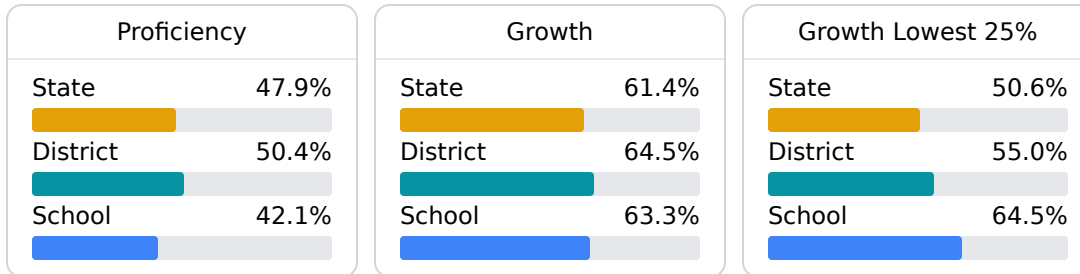 Proficiency
State 47.9%
District 50.4%
School 42.1%
Growth
State 61.4%
District 64.5%
School 63.3%
Growth Lowest 25%
State 50.6%
District 55.0%
School 64.5%